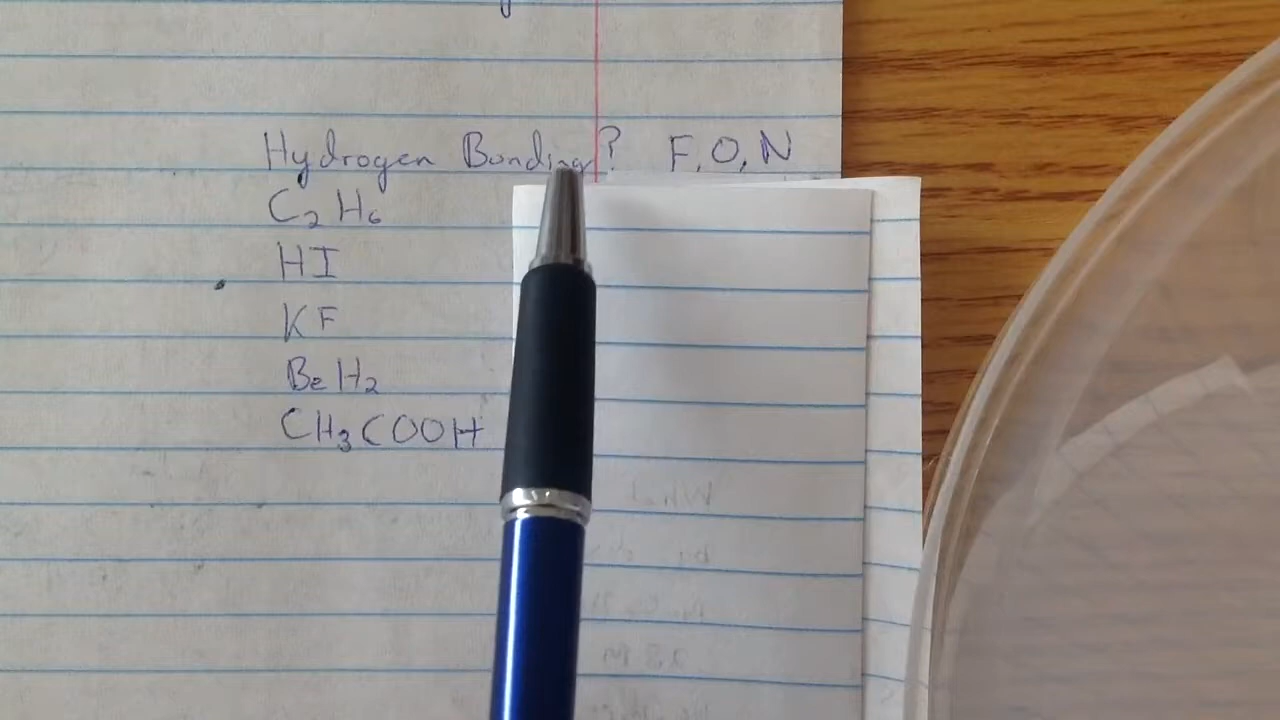 Hydrogen Bonding? F, O, N
C₂H₆
HI
KF
BeH₂
CH₃COOH